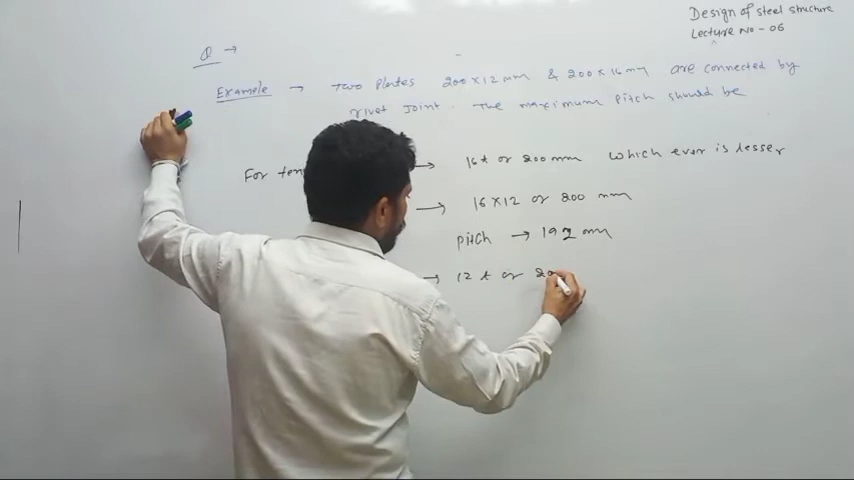 Design of steel structure
Lecture No - 06
Q →
Example → Two plates 200 x 12 mm & 200 x 16 mm are connected by
rivet Joint. The maximum pitch should be
For ten → 16t or 200 mm which ever is lesser
→ 16x12 or 200 mm
pitch → 192 mm
→ 12 t or 200